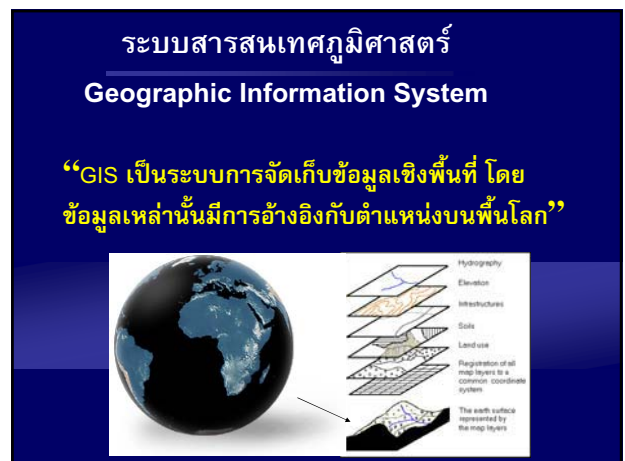 ระบบสารสนเทศภูมิศาสตร์
Geographic Information System
“GIS เป็นระบบการจัดเก็บข้อมูลเชิงพื้นที่ โดย
ข้อมูลเหล่านั้นมีการอ้างอิงกับตำแหน่งบนพื้นโลก”
Hydrography
Elevation
Infrastructures
Soils
Land use
Registration of all
map layers to a
common coordinate
system
The earth surface
represented by
the map layers